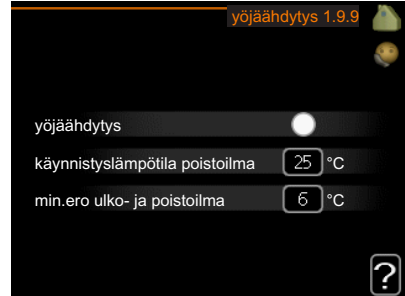 yöjäähdytys 1.9.9
yöjäähdytys
käynnistyslämpötila poistoilma 25 °C
min.ero ulko- ja poistoilma 6 °C
?